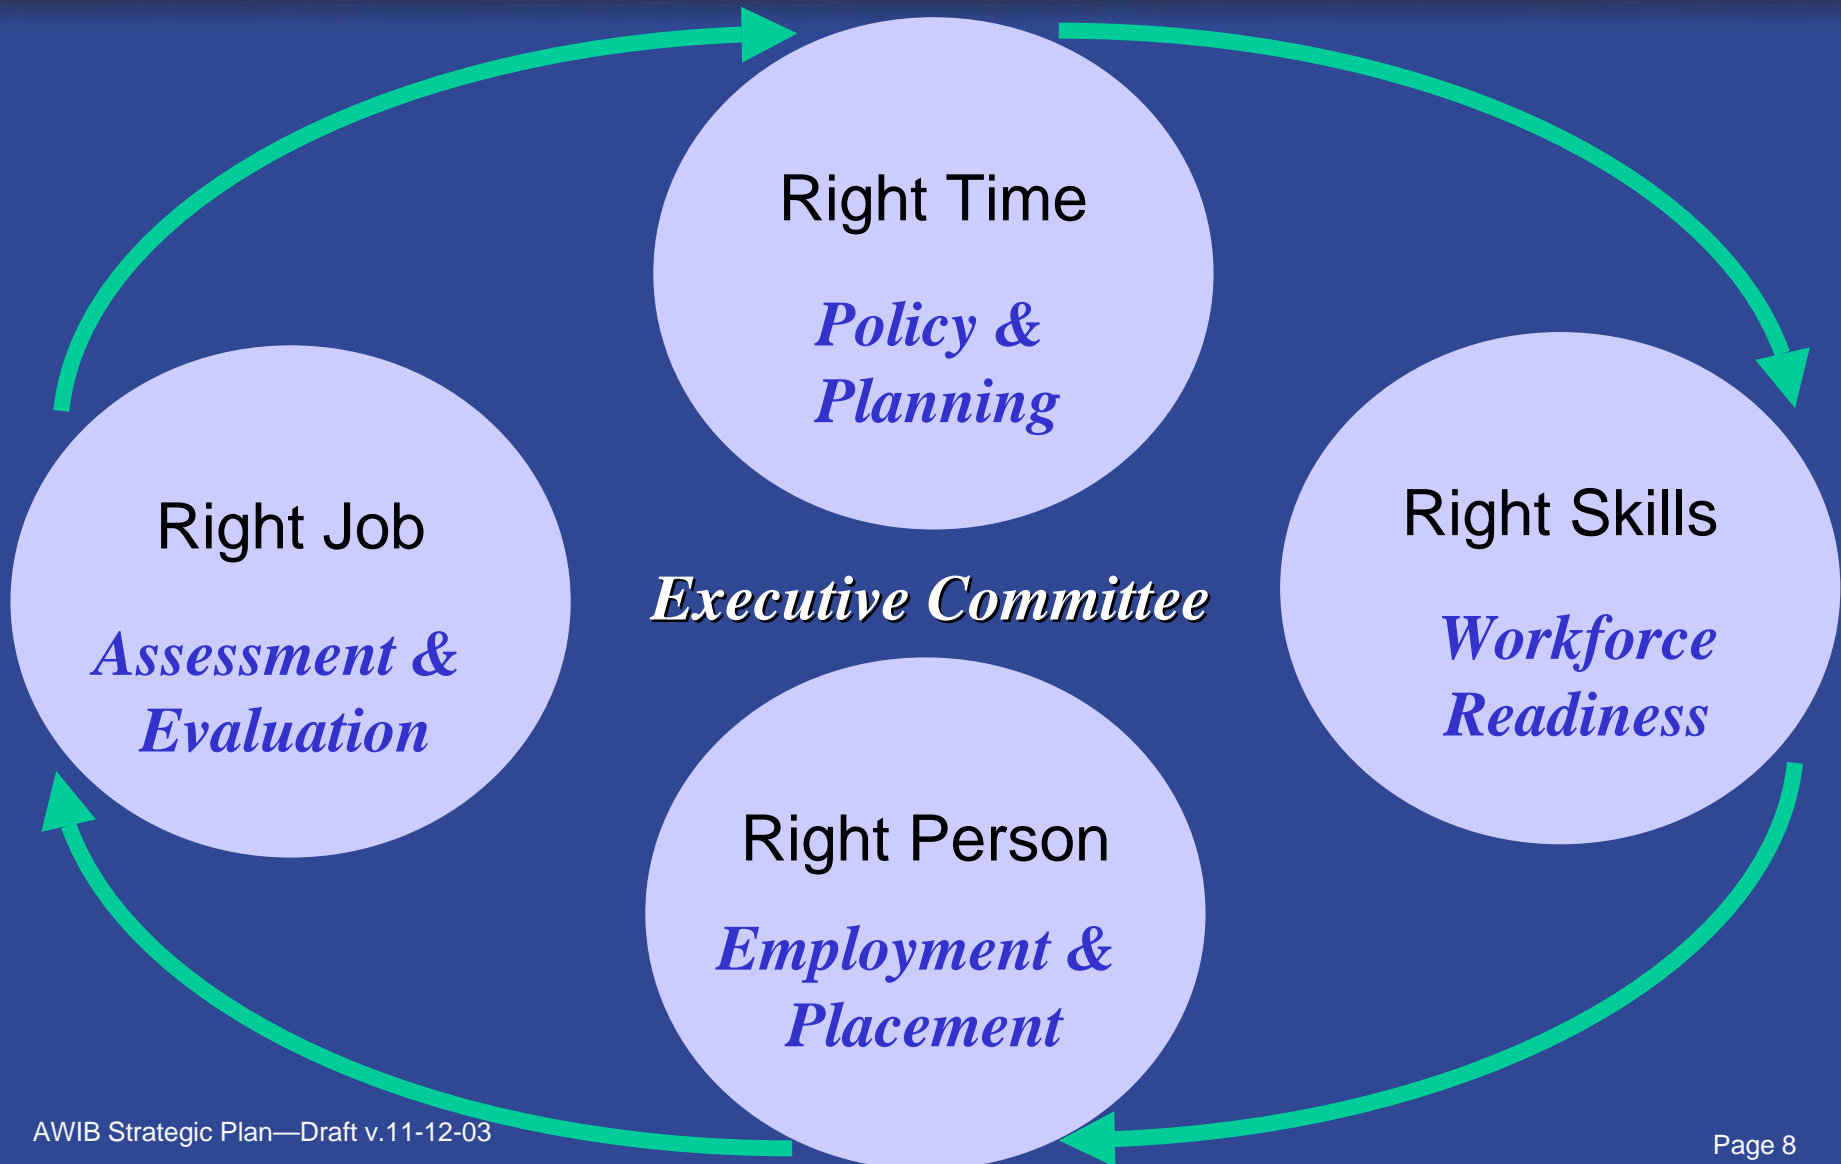 Right Time
Policy &
Planning
Right Job
Assessment &
Evaluation
Executive Committee
Right Skills
Workforce
Readiness
Right Person
Employment &
Placement
AWIB Strategic Plan—Draft v.11-12-03
Page 8